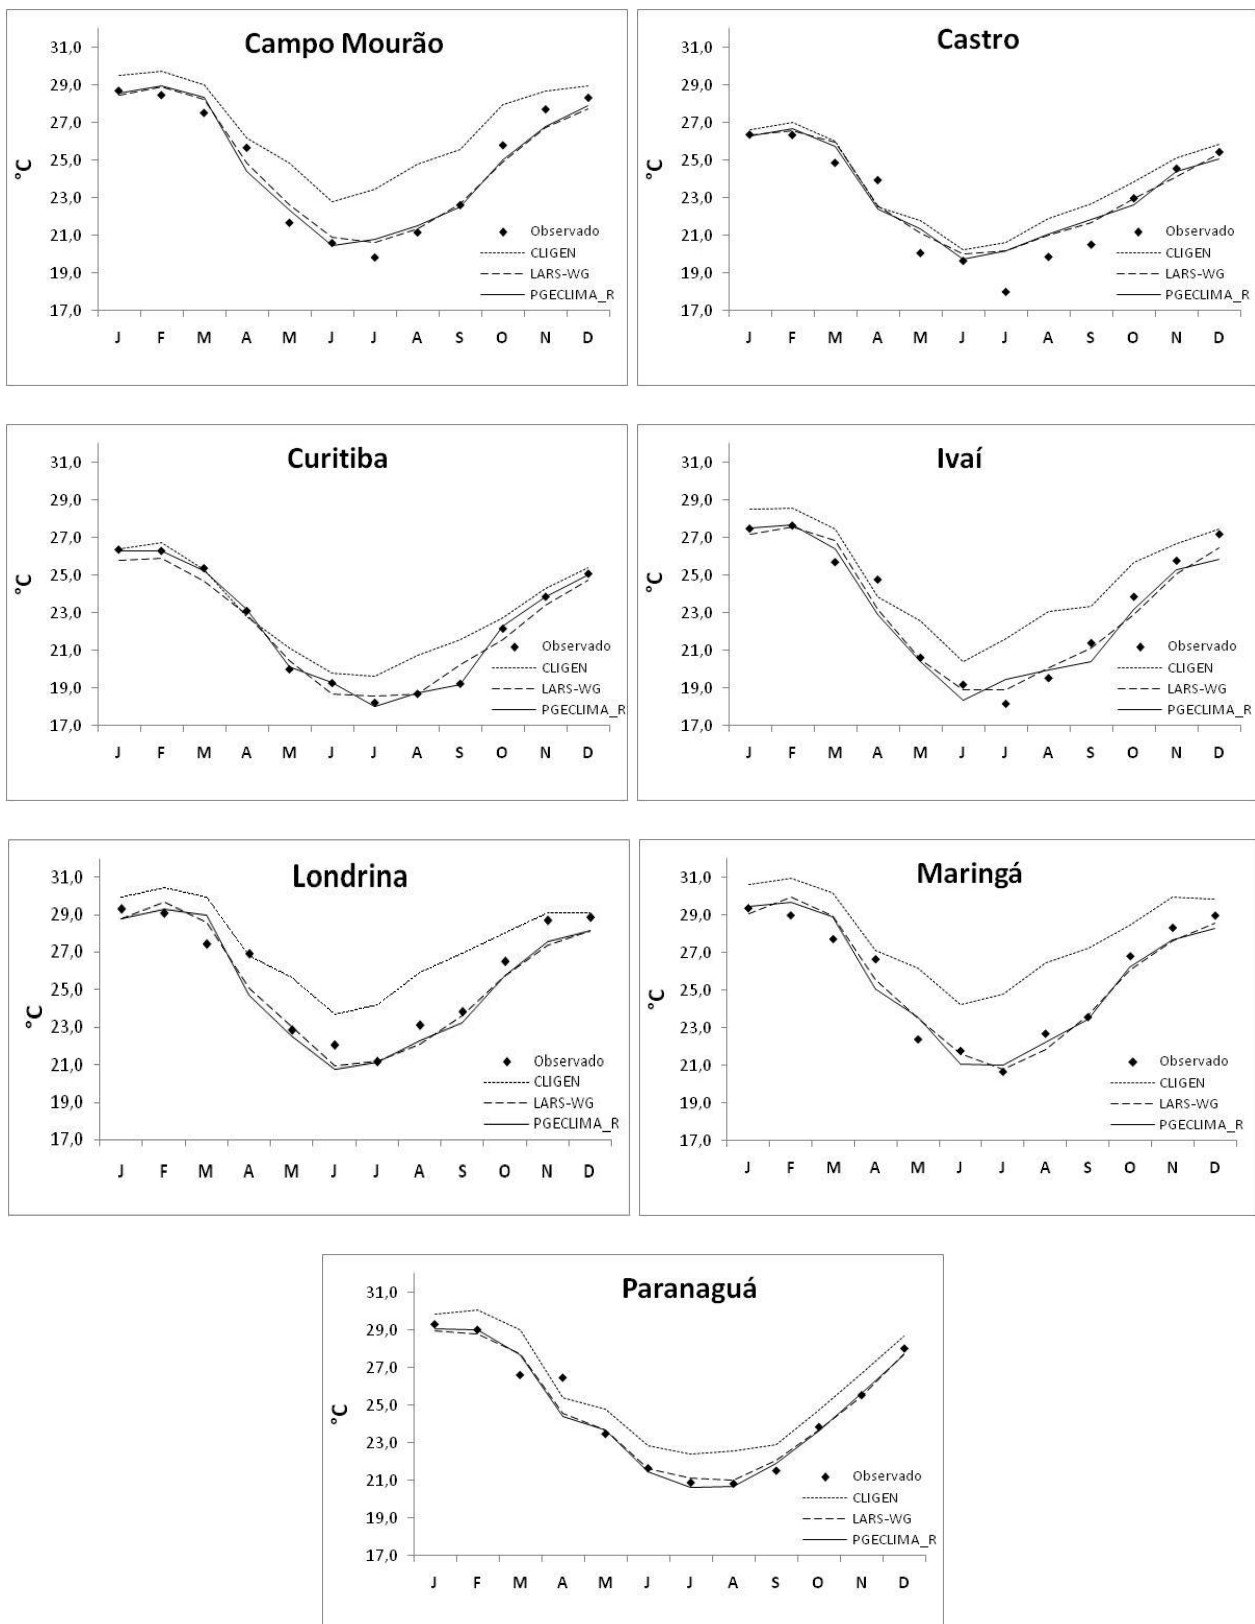 Campo Mourão
31,0
29,0
27,0
25,0
23,0
21,0
19,0
17,0
°C
Observado
CLIGEN
LARS-WG
PGECLIMA_R
J F M A M J J A S O N D
Castro
31,0
29,0
27,0
25,0
23,0
21,0
19,0
17,0
°C
Observado
CLIGEN
LARS-WG
PGECLIMA_R
J F M A M J J A S O N D
Curitiba
31,0
29,0
27,0
25,0
23,0
21,0
19,0
17,0
°C
Observado
CLIGEN
LARS-WG
PGECLIMA_R
J F M A M J J A S O N D
Ivaí
31,0
29,0
27,0
25,0
23,0
21,0
19,0
17,0
°C
Observado
CLIGEN
LARS-WG
PGECLIMA_R
J F M A M J J A S O N D
Londrina
31,0
29,0
27,0
25,0
23,0
21,0
19,0
17,0
°C
Observado
CLIGEN
LARS-WG
PGECLIMA_R
J F M A M J J A S O N D
Maringá
31,0
29,0
27,0
25,0
23,0
21,0
19,0
17,0
°C
Observado
CLIGEN
LARS-WG
PGECLIMA_R
J F M A M J J A S O N D
Paranaguá
31,0
29,0
27,0
25,0
23,0
21,0
19,0
17,0
°C
Observado
CLIGEN
LARS-WG
PGECLIMA_R
J F M A M J J A S O N D